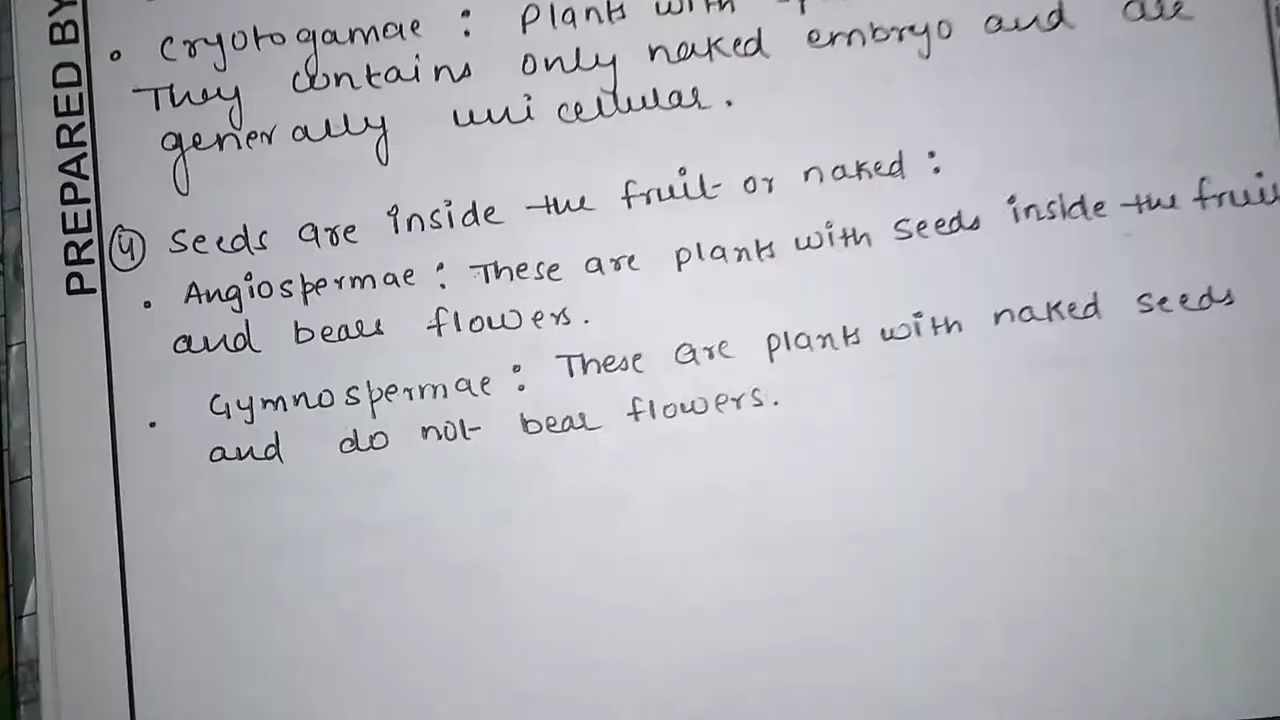 PREPARED BY
• Cryotogamae : Plants with
They contains only naked embryo and are
generally unicellular.
④ Seeds are inside the fruit or naked :
• Angiospermae : These are plants with seeds inside the fruit
and bears flowers.
• Gymnospermae : These are plants with naked seeds
and do not bear flowers.